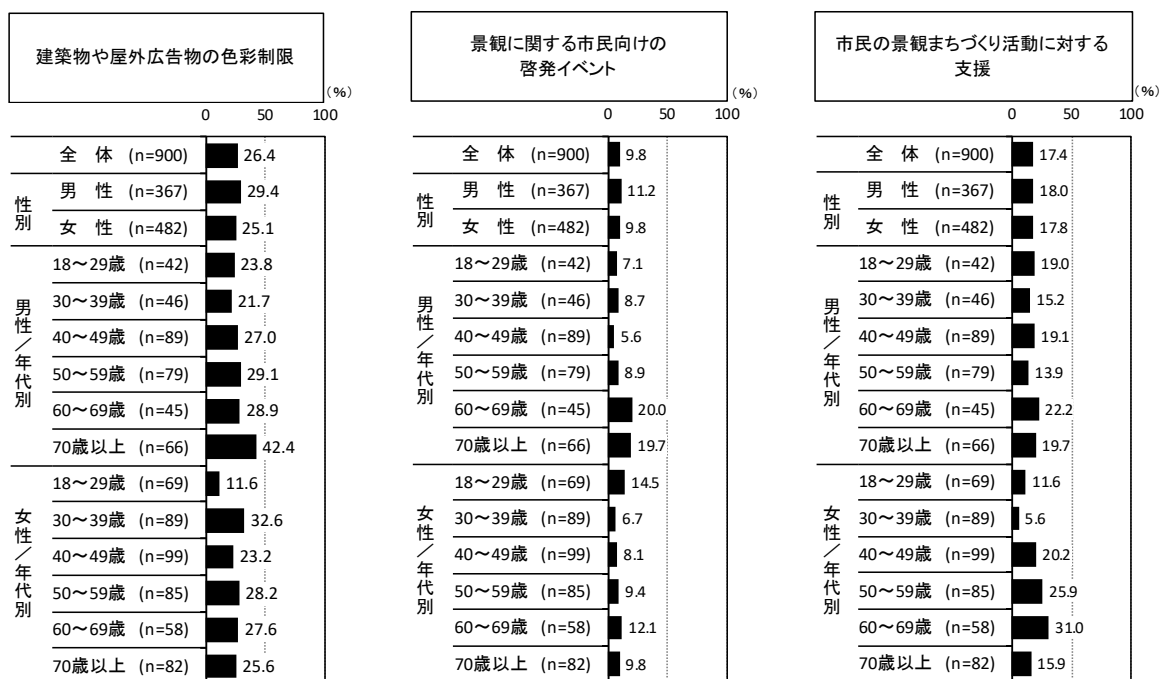 建築物や屋外広告物の色彩制限
(%)
0 50 100
全 体 (n=900) 26.4
性別
男 性 (n=367) 29.4
女 性 (n=482) 25.1
男性/年代別
18~29歳 (n=42) 23.8
30~39歳 (n=46) 21.7
40~49歳 (n=89) 27.0
50~59歳 (n=79) 29.1
60~69歳 (n=45) 28.9
70歳以上 (n=66) 42.4
女性/年代別
18~29歳 (n=69) 11.6
30~39歳 (n=89) 32.6
40~49歳 (n=99) 23.2
50~59歳 (n=85) 28.2
60~69歳 (n=58) 27.6
70歳以上 (n=82) 25.6
景観に関する市民向けの
啓発イベント
(%)
0 50 100
全 体 (n=900) 9.8
性別
男 性 (n=367) 11.2
女 性 (n=482) 9.8
男性/年代別
18~29歳 (n=42) 7.1
30~39歳 (n=46) 8.7
40~49歳 (n=89) 5.6
50~59歳 (n=79) 8.9
60~69歳 (n=45) 20.0
70歳以上 (n=66) 19.7
女性/年代別
18~29歳 (n=69) 14.5
30~39歳 (n=89) 6.7
40~49歳 (n=99) 8.1
50~59歳 (n=85) 9.4
60~69歳 (n=58) 12.1
70歳以上 (n=82) 9.8
市民の景観まちづくり活動に対する
支援
(%)
0 50 100
全 体 (n=900) 17.4
性別
男 性 (n=367) 18.0
女 性 (n=482) 17.8
男性/年代別
18~29歳 (n=42) 19.0
30~39歳 (n=46) 15.2
40~49歳 (n=89) 19.1
50~59歳 (n=79) 13.9
60~69歳 (n=45) 22.2
70歳以上 (n=66) 19.7
女性/年代別
18~29歳 (n=69) 11.6
30~39歳 (n=89) 5.6
40~49歳 (n=99) 20.2
50~59歳 (n=85) 25.9
60~69歳 (n=58) 31.0
70歳以上 (n=82) 15.9